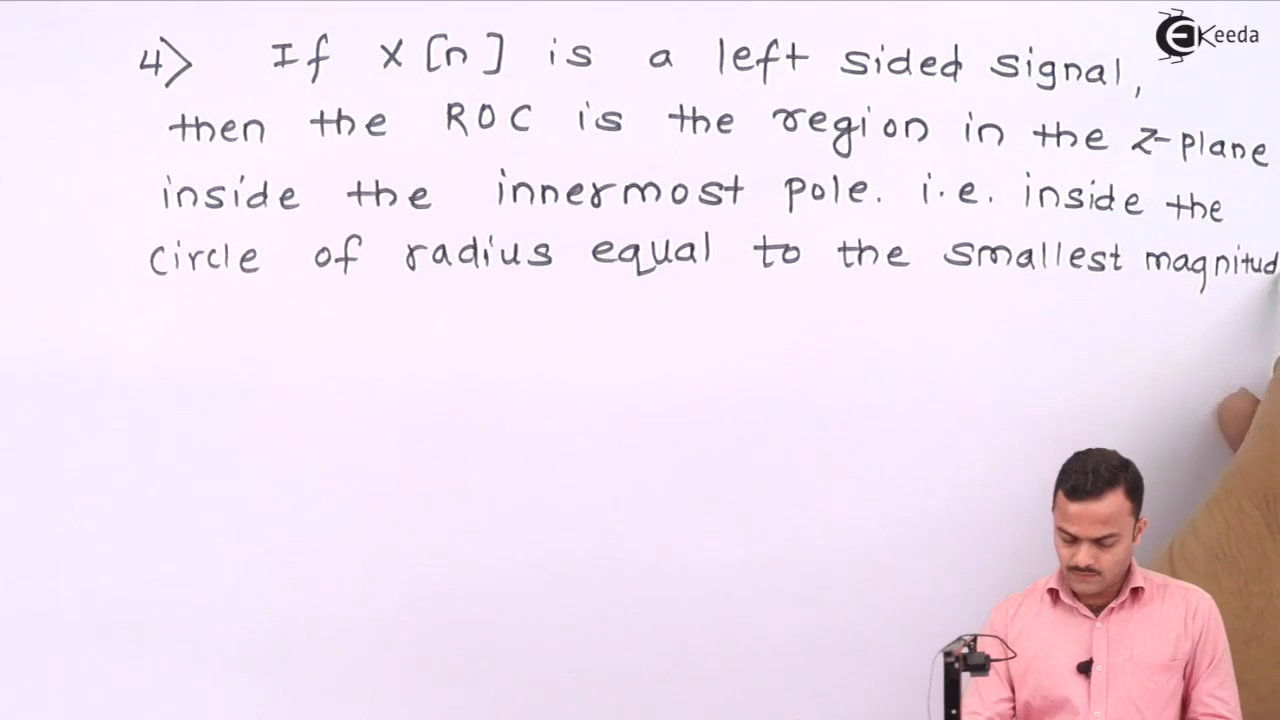 EKeeda
4> If x[n] is a left sided signal,
then the ROC is the region in the z-plane
inside the innermost pole. i.e. inside the
circle of radius equal to the smallest magnitud